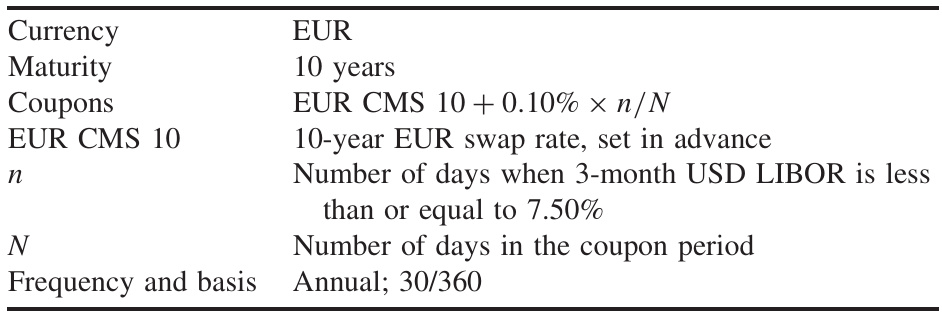 Currency EUR
Maturity 10 years
Coupons EUR CMS 10 + 0.10% × n/N
EUR CMS 10 10-year EUR swap rate, set in advance
n Number of days when 3-month USD LIBOR is less
than or equal to 7.50%
N Number of days in the coupon period
Frequency and basis Annual; 30/360